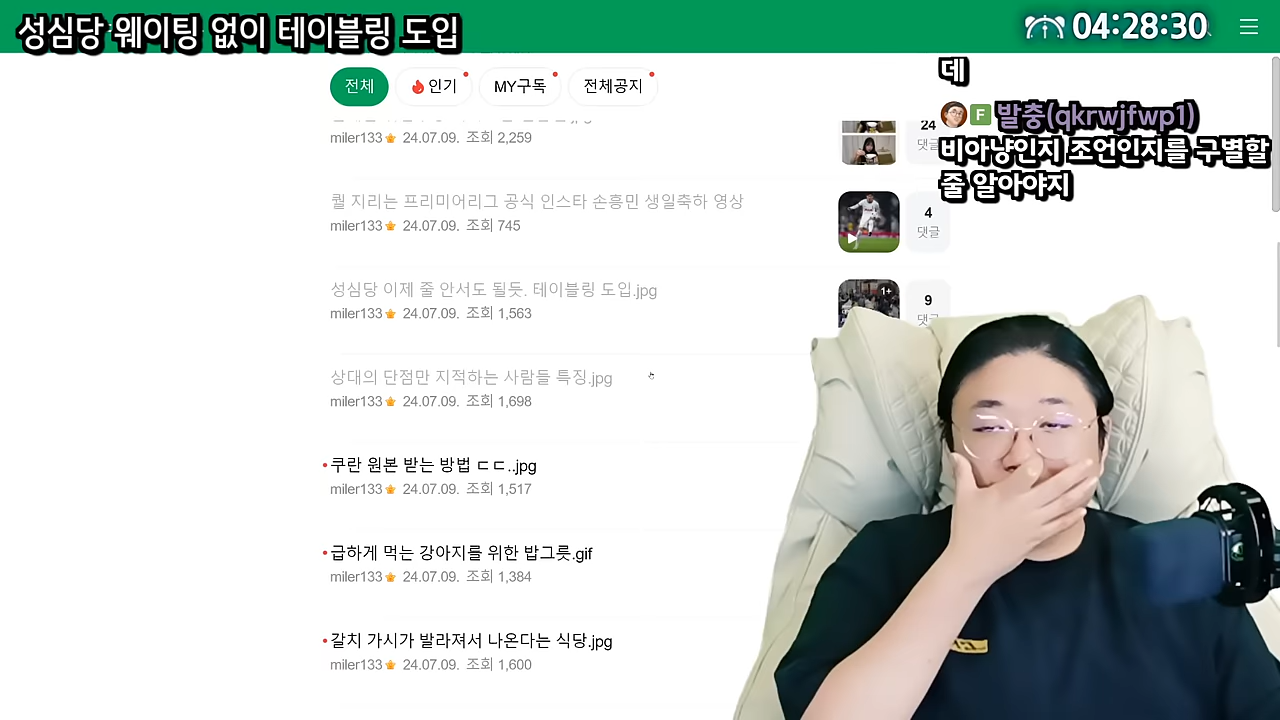 성심당 웨이팅 없이 테이블링 도입
04:28:30
전체
인기
MY구독
전체공지
데
발충(qkrwjfwp1)
비아냥인지 조언인지를 구별할
줄 알아야지
miler133 24.07.09. 조회 2,259
24
댓글
퀄 지리는 프리미어리그 공식 인스타 손흥민 생일축하 영상
miler133 24.07.09. 조회 745
4
댓글
성심당 이제 줄 안서도 될듯. 테이블링 도입.jpg
miler133 24.07.09. 조회 1,563
1+
9
댓글
상대의 단점만 지적하는 사람들 특징.jpg
miler133 24.07.09. 조회 1,698
쿠란 원본 받는 방법 ㄷㄷ..jpg
miler133 24.07.09. 조회 1,517
급하게 먹는 강아지를 위한 밥그릇.gif
miler133 24.07.09. 조회 1,384
갈치 가시가 발라져서 나온다는 식당.jpg
miler133 24.07.09. 조회 1,600